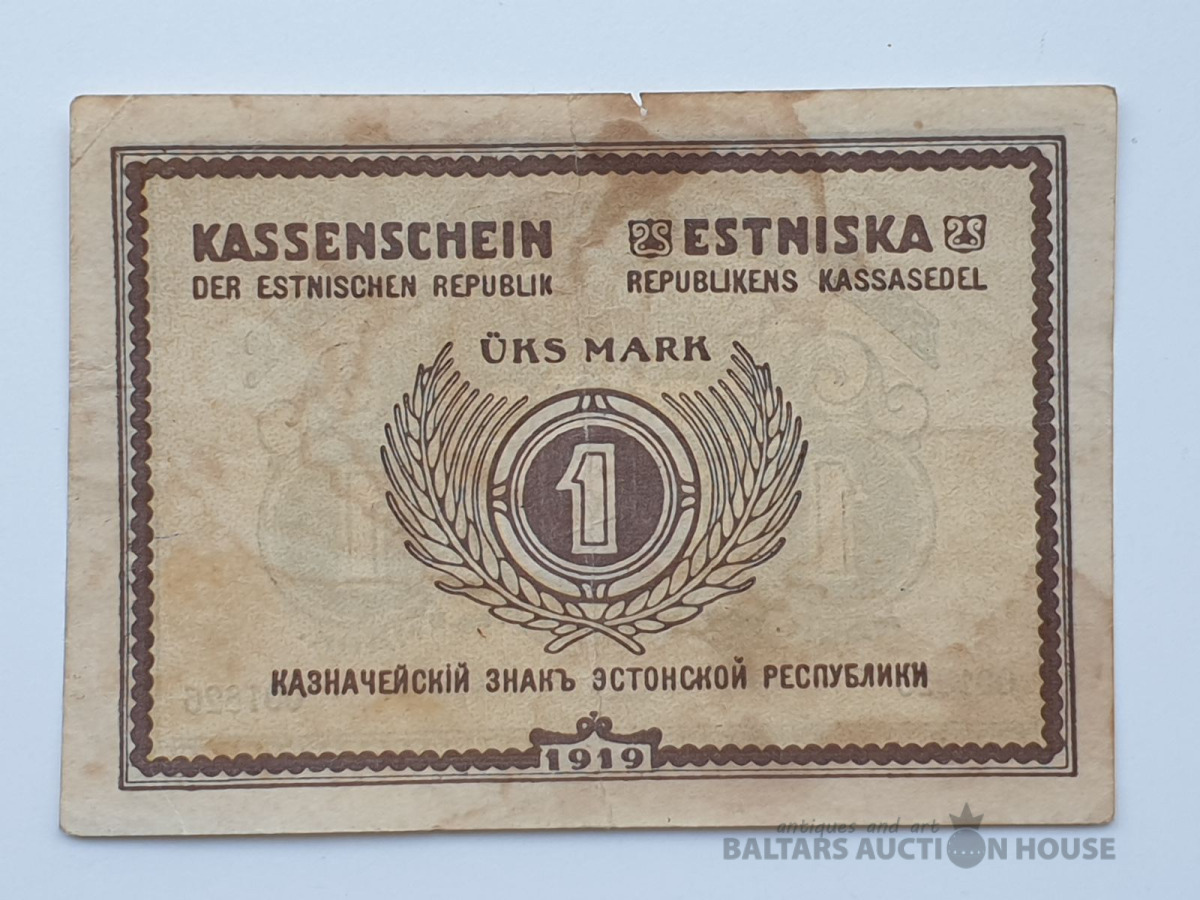 KASSENSCHEIN
DER ESTNISCHEN REPUBLIK
ESTNISKA
REPUBLIKENS KASSASEDEL
ÜKS MARK
1
КАЗНАЧЕЙСКІЙ ЗНАКЪ ЭСТОНСКОЙ РЕСПУБЛИКИ
1919
antiques and art
BALTARS AUCTION HOUSE